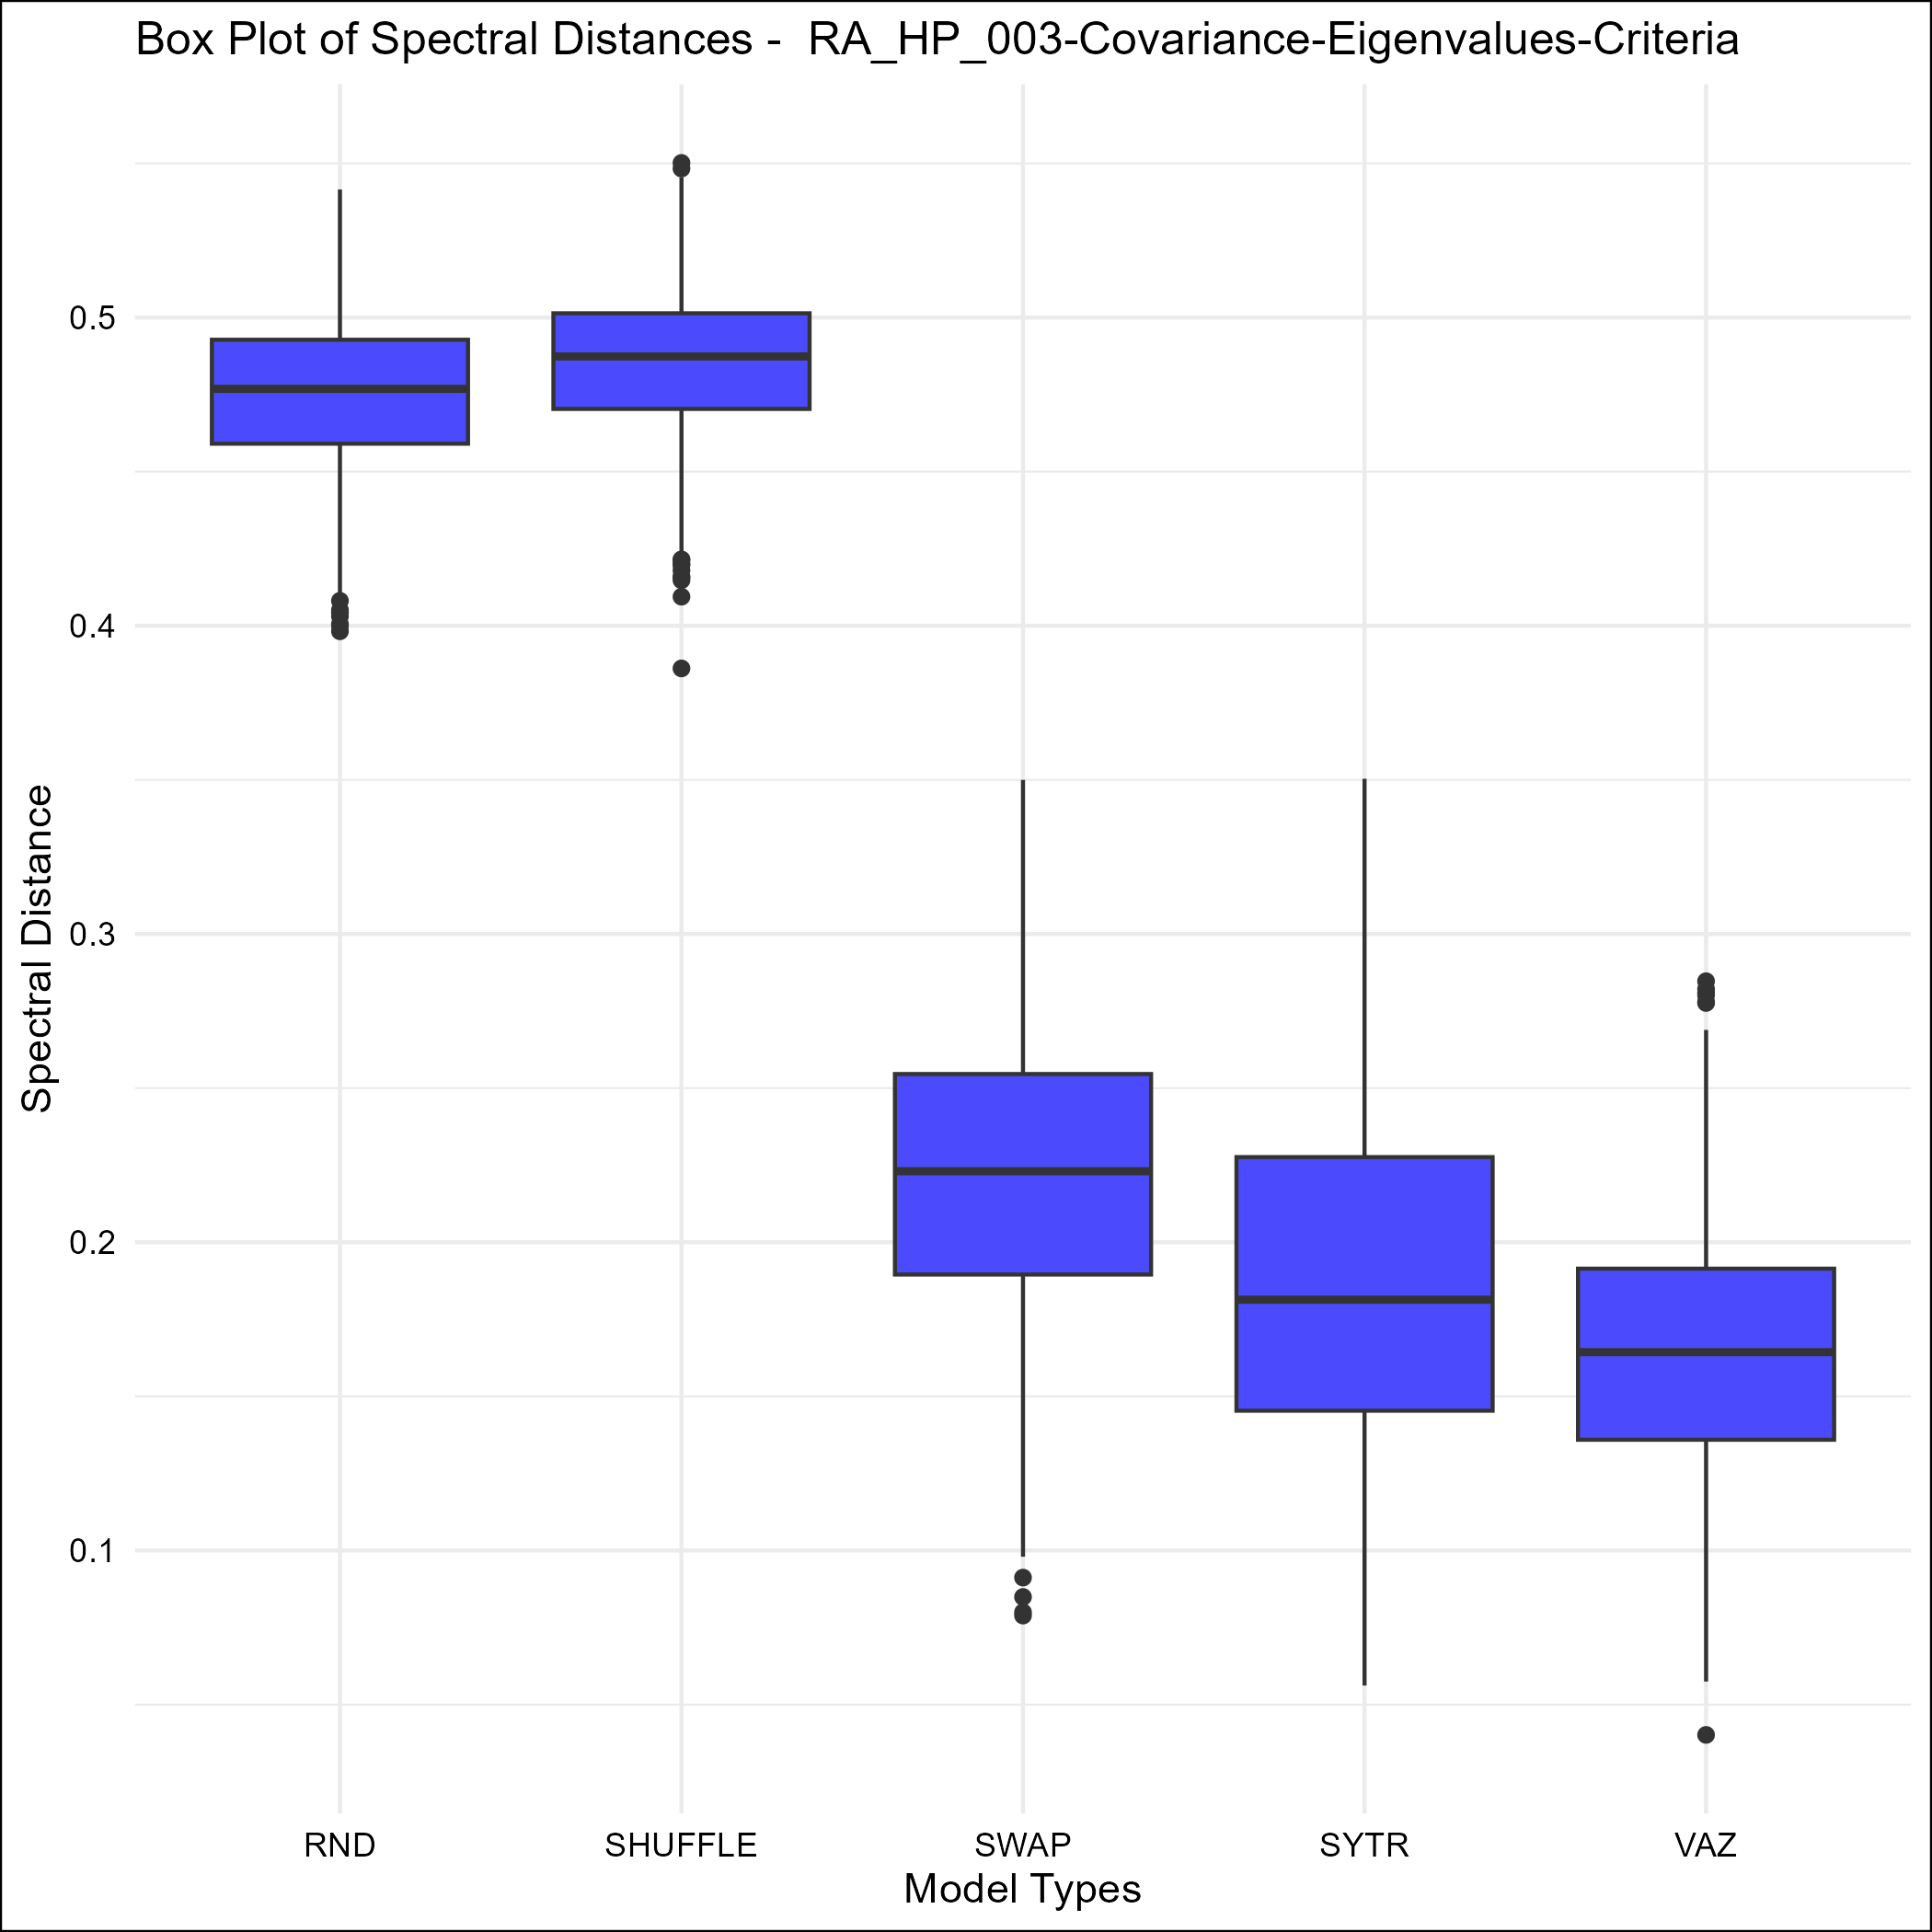 Box Plot of Spectral Distances -  RA_HP_003-Covariance-Eigenvalues-Criteria
Spectral Distance
0.5
0.4
0.3
0.2
0.1
RND SHUFFLE SWAP SYTR VAZ
Model Types